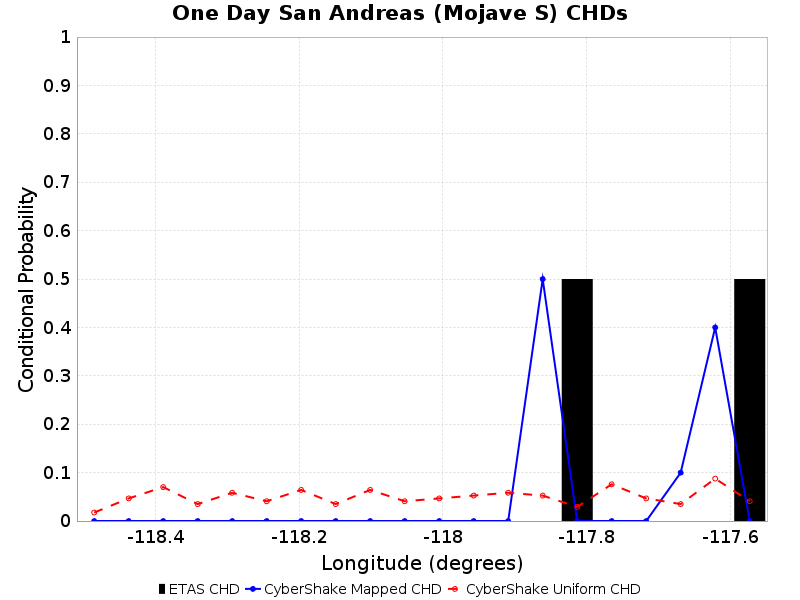 One Day San Andreas (Mojave S) CHDs
Conditional Probability
1
0.9
0.8
0.7
0.6
0.5
0.4
0.3
0.2
0.1
0
-118.4 -118.2 -118 -117.8 -117.6
Longitude (degrees)
ETAS CHD CyberShake Mapped CHD CyberShake Uniform CHD